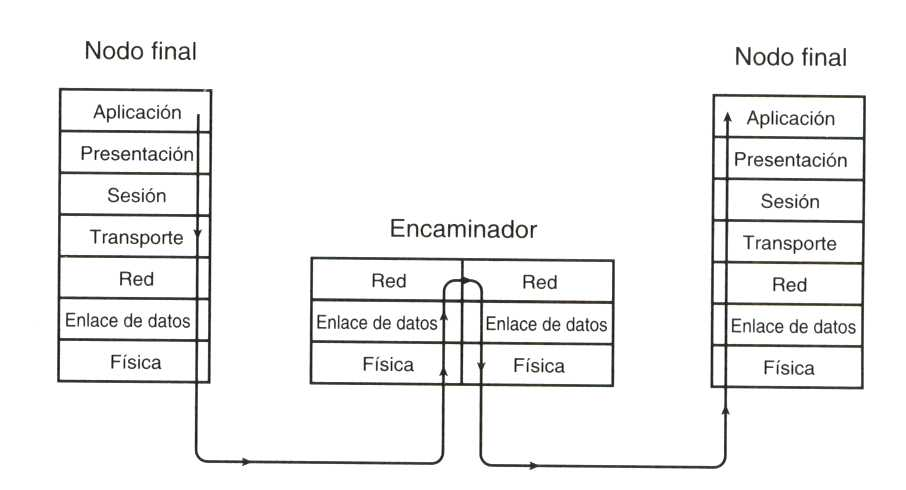 Nodo final
Aplicación
Presentación
Sesión
Transporte
Red
Enlace de datos
Física
Encaminador
Red Red
Enlace de datos Enlace de datos
Física Física
Nodo final
Aplicación
Presentación
Sesión
Transporte
Red
Enlace de datos
Física